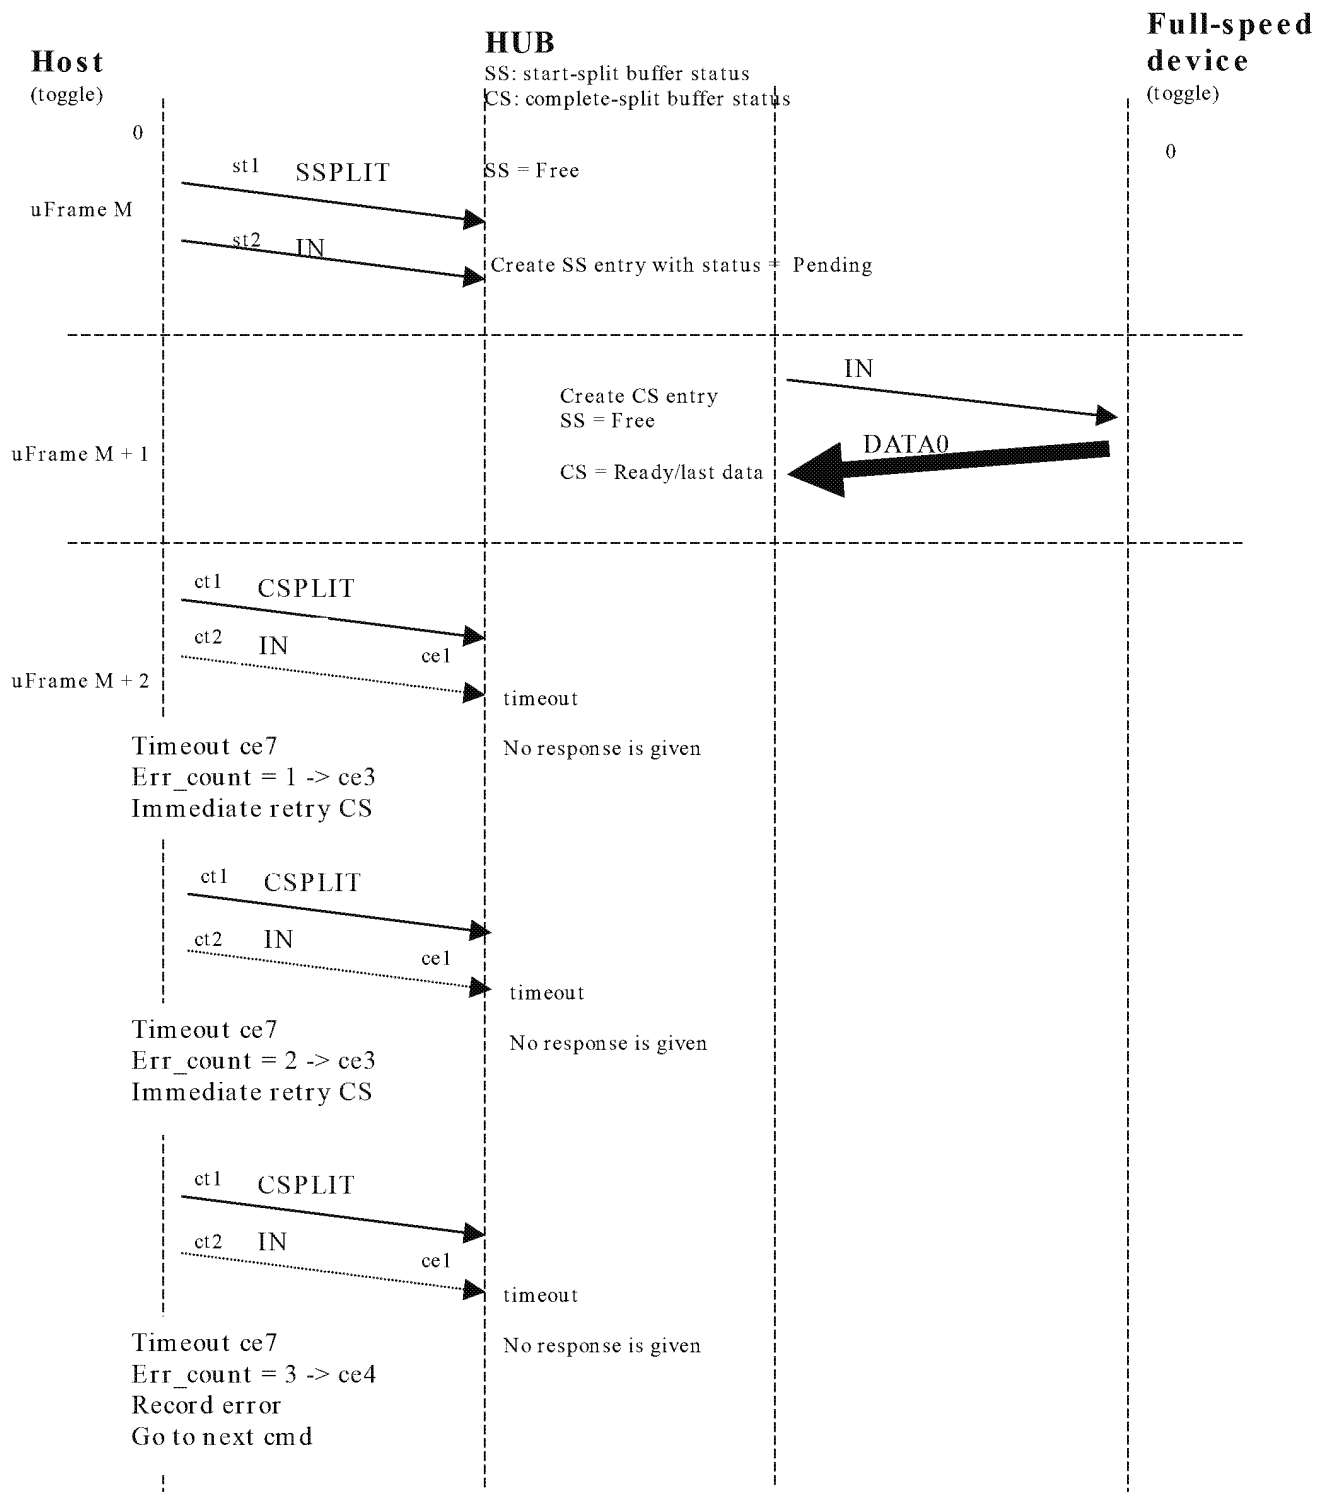 Host
(toggle)
HUB
SS: start-split buffer status
CS: complete-split buffer status
Full-speed
device
(toggle)
0
0
st1 SSPLIT
SS = Free
uFrame M
st2 IN
Create SS entry with status = Pending
IN
Create CS entry
SS = Free
DATA0
uFrame M + 1
CS = Ready/last data
ct1 CSPLIT
ct2 IN
ce1
uFrame M + 2
timeout
Timeout ce7
No response is given
Err_count = 1 -> ce3
Immediate retry CS
ct1 CSPLIT
ct2 IN
ce1
timeout
Timeout ce7
No response is given
Err_count = 2 -> ce3
Immediate retry CS
ct1 CSPLIT
ct2 IN
ce1
timeout
Timeout ce7
No response is given
Err_count = 3 -> ce4
Record error
Go to next cmd